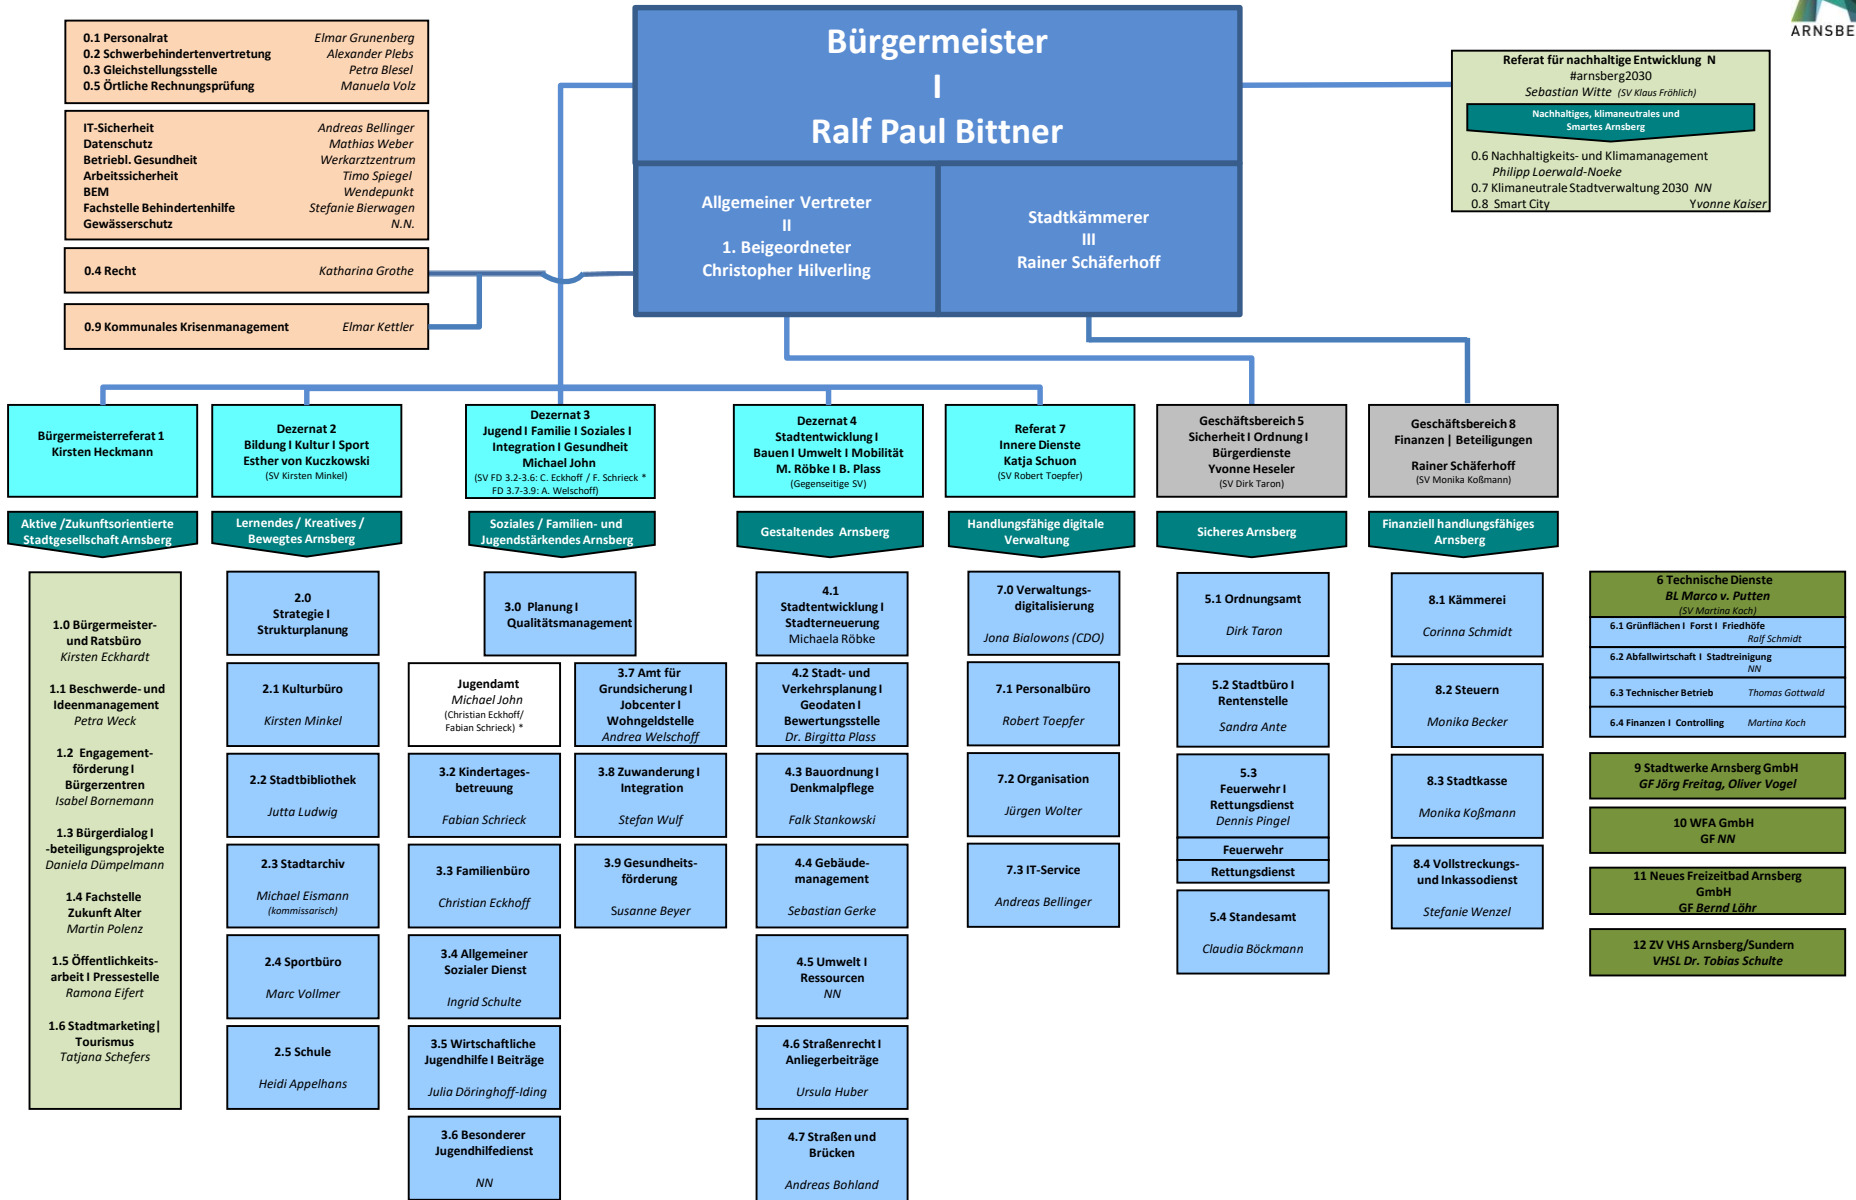 ARNSBE
0.1 Personalrat Elmar Grunenberg
0.2 Schwerbehindertenvertretung Alexander Plebs
0.3 Gleichstellungsstelle Petra Blesel
0.5 Örtliche Rechnungsprüfung Manuela Volz
IT-Sicherheit Andreas Bellinger
Datenschutz Mathias Weber
Betriebl. Gesundheit Werkarztzentrum
Arbeitssicherheit Timo Spiegel
BEM Wendepunkt
Fachstelle Behindertenhilfe Stefanie Bierwagen
Gewässerschutz N.N.
0.4 Recht Katharina Grothe
0.9 Kommunales Krisenmanagement Elmar Kettler
Bürgermeister
I
Ralf Paul Bittner
Allgemeiner Vertreter
II
1. Beigeordneter
Christopher Hilverling
Stadtkämmerer
III
Rainer Schäferhoff
Referat für nachhaltige Entwicklung N
#arnsberg2030
Sebastian Witte (SV Klaus Fröhlich)
Nachhaltiges, klimaneutrales und
Smartes Arnsberg
0.6 Nachhaltigkeits- und Klimamanagement
Philipp Loerwald-Noeke
0.7 Klimaneutrale Stadtverwaltung 2030 NN
0.8 Smart City Yvonne Kaiser
Bürgermeisterreferat 1
Kirsten Heckmann
Aktive /Zukunftsorientierte
Stadtgesellschaft Arnsberg
1.0 Bürgermeister-
und Ratsbüro
Kirsten Eckhardt
1.1 Beschwerde- und
Ideenmanagement
Petra Weck
1.2 Engagement-
förderung I
Bürgerzentren
Isabel Bornemann
1.3 Bürgerdialog I
-beteiligungsprojekte
Daniela Dümpelmann
1.4 Fachstelle
Zukunft Alter
Martin Polenz
1.5 Öffentlichkeits-
arbeit I Pressestelle
Ramona Eifert
1.6 Stadtmarketing|
Tourismus
Tatjana Schefers
Dezernat 2
Bildung I Kultur I Sport
Esther von Kuczkowski
(SV Kirsten Minkel)
Lernendes / Kreatives /
Bewegtes Arnsberg
2.0
Strategie I
Strukturplanung
2.1 Kulturbüro
Kirsten Minkel
2.2 Stadtbibliothek
Jutta Ludwig
2.3 Stadtarchiv
Michael Eismann
(kommissarisch)
2.4 Sportbüro
Marc Vollmer
2.5 Schule
Heidi Appelhans
Dezernat 3
Jugend I Familie I Soziales I
Integration I Gesundheit
Michael John
(SV FD 3.2-3.6: C. Eckhoff / F. Schrieck *
FD 3.7-3.9: A. Welschoff)
Soziales / Familien- und
Jugendstärkendes Arnsberg
3.0 Planung I
Qualitätsmanagement
Jugendamt
Michael John
(Christian Eckhoff/
Fabian Schrieck) *
3.2 Kindertages-
betreuung
Fabian Schrieck
3.3 Familienbüro
Christian Eckhoff
3.4 Allgemeiner
Sozialer Dienst
Ingrid Schulte
3.5 Wirtschaftliche
Jugendhilfe I Beiträge
Julia Döringhoff-Iding
3.6 Besonderer
Jugendhilfedienst
NN
3.7 Amt für
Grundsicherung I
Jobcenter I
Wohngeldstelle
Andrea Welschoff
3.8 Zuwanderung I
Integration
Stefan Wulf
3.9 Gesundheits-
förderung
Susanne Beyer
Dezernat 4
Stadtentwicklung I
Bauen I Umwelt I Mobilität
M. Röbke I B. Plass
(Gegenseitige SV)
Gestaltendes Arnsberg
4.1
Stadtentwicklung I
Stadterneuerung
Michaela Röbke
4.2 Stadt- und
Verkehrsplanung I
Geodaten I
Bewertungsstelle
Dr. Birgitta Plass
4.3 Bauordnung I
Denkmalpflege
Falk Stankowski
4.4 Gebäude-
management
Sebastian Gerke
4.5 Umwelt I
Ressourcen
NN
4.6 Straßenrecht I
Anliegerbeiträge
Ursula Huber
4.7 Straßen und
Brücken
Andreas Bohland
Referat 7
Innere Dienste
Katja Schuon
(SV Robert Toepfer)
Handlungsfähige digitale
Verwaltung
7.0 Verwaltungs-
digitalisierung
Jona Bialowons (CDO)
7.1 Personalbüro
Robert Toepfer
7.2 Organisation
Jürgen Wolter
7.3 IT-Service
Andreas Bellinger
Geschäftsbereich 5
Sicherheit I Ordnung I
Bürgerdienste
Yvonne Heseler
(SV Dirk Taron)
Sicheres Arnsberg
5.1 Ordnungsamt
Dirk Taron
5.2 Stadtbüro I
Rentenstelle
Sandra Ante
5.3
Feuerwehr I
Rettungsdienst
Dennis Pingel
Feuerwehr
Rettungsdienst
5.4 Standesamt
Claudia Böckmann
Geschäftsbereich 8
Finanzen | Beteiligungen
Rainer Schäferhoff
(SV Monika Koßmann)
Finanziell handlungsfähiges
Arnsberg
8.1 Kämmerei
Corinna Schmidt
8.2 Steuern
Monika Becker
8.3 Stadtkasse
Monika Koßmann
8.4 Vollstreckungs-
und Inkassodienst
Stefanie Wenzel
6 Technische Dienste
BL Marco v. Putten
(SV Martina Koch)
6.1 Grünflächen I Forst I Friedhöfe
Ralf Schmidt
6.2 Abfallwirtschaft I Stadtreinigung
NN
6.3 Technischer Betrieb Thomas Gottwald
6.4 Finanzen I Controlling Martina Koch
9 Stadtwerke Arnsberg GmbH
GF Jörg Freitag, Oliver Vogel
10 WFA GmbH
GF NN
11 Neues Freizeitbad Arnsberg
GmbH
GF Bernd Löhr
12 ZV VHS Arnsberg/Sundern
VHSL Dr. Tobias Schulte